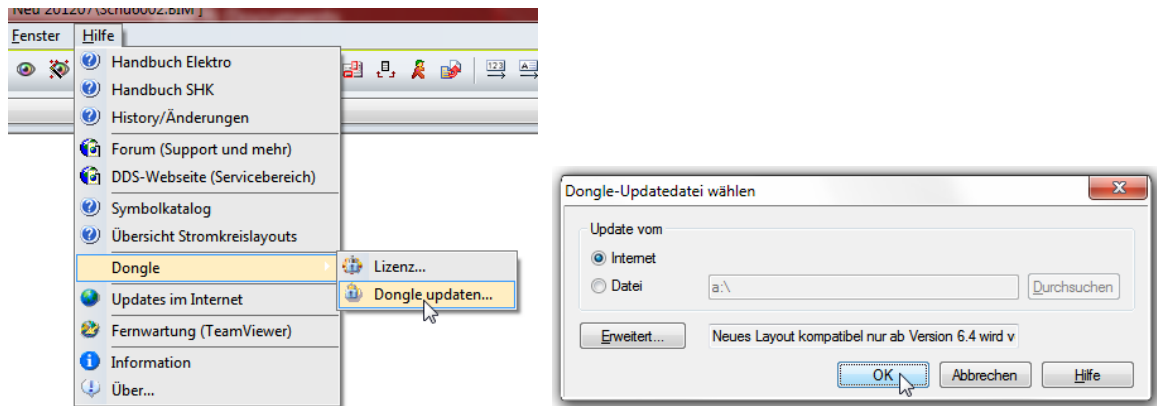 Neu 201207\Schu6002.BIM ]
Fenster Hilfe
Handbuch Elektro
Handbuch SHK
History/Änderungen
Forum (Support und mehr)
DDS-Webseite (Servicebereich)
Symbolkatalog
Übersicht Stromkreislayouts
Dongle
Lizenz...
Dongle updaten...
Updates im Internet
Fernwartung (TeamViewer)
Information
Über...
123
A
Dongle-Updatedatei wählen
Update vom
Internet
Datei a:\ Durchsuchen
Erweitert... Neues Layout kompatibel nur ab Version 6.4 wird v
OK Abbrechen Hilfe